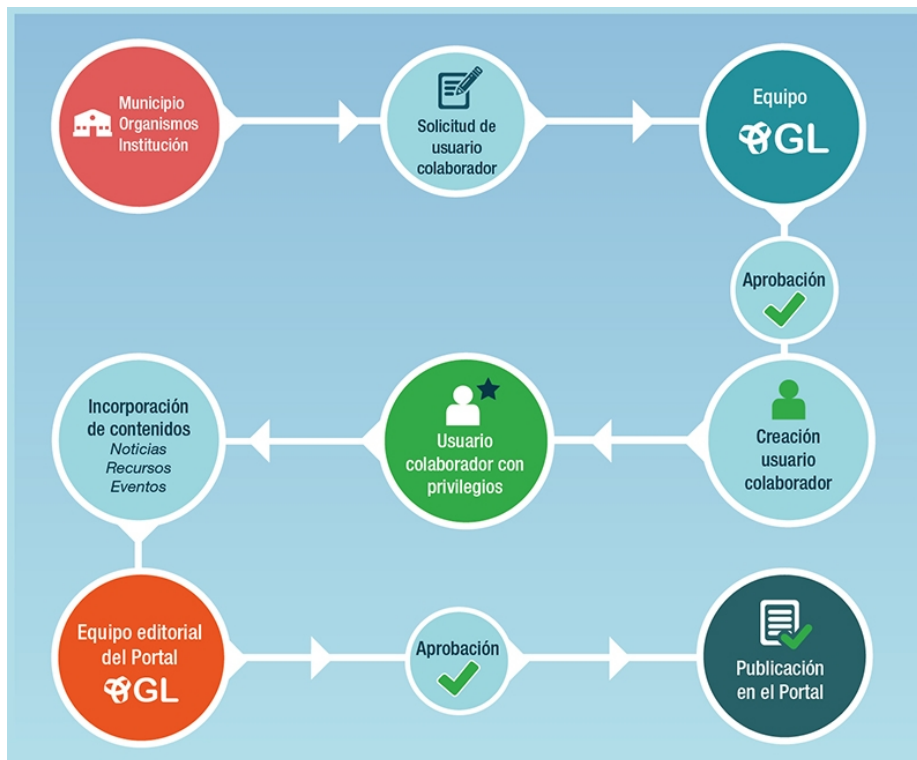 Municipio
Organismos
Institución
Solicitud de
usuario
colaborador
Equipo
GL
Aprobación
Creación
usuario
colaborador
Usuario
colaborador con
privilegios
Incorporación
de contenidos
Noticias
Recursos
Eventos
Equipo editorial
del Portal
GL
Aprobación
Publicación
en el Portal